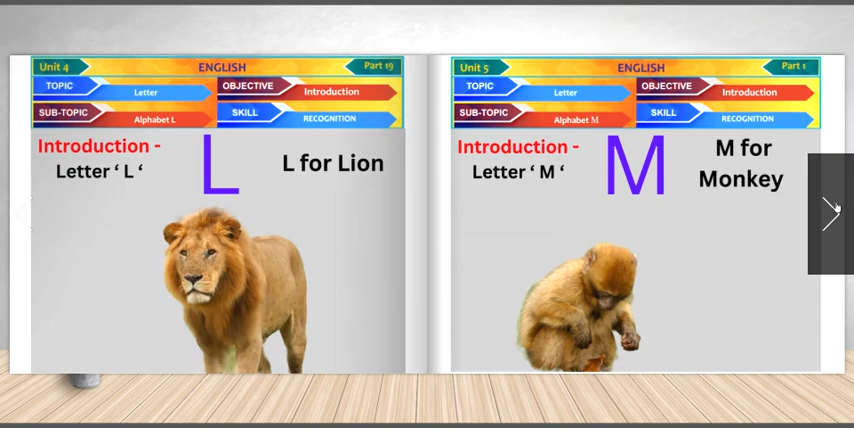 Unit 4
ENGLISH
Part 19
TOPIC
Letter
OBJECTIVE
Introduction
SUB-TOPIC
Alphabet L
SKILL
RECOGNITION
Introduction -
Letter ‘ L ‘
L
L for Lion
Unit 5
ENGLISH
Part 1
TOPIC
Letter
OBJECTIVE
Introduction
SUB-TOPIC
Alphabet M
SKILL
RECOGNITION
Introduction -
Letter ‘ M ‘
M
M for
Monkey